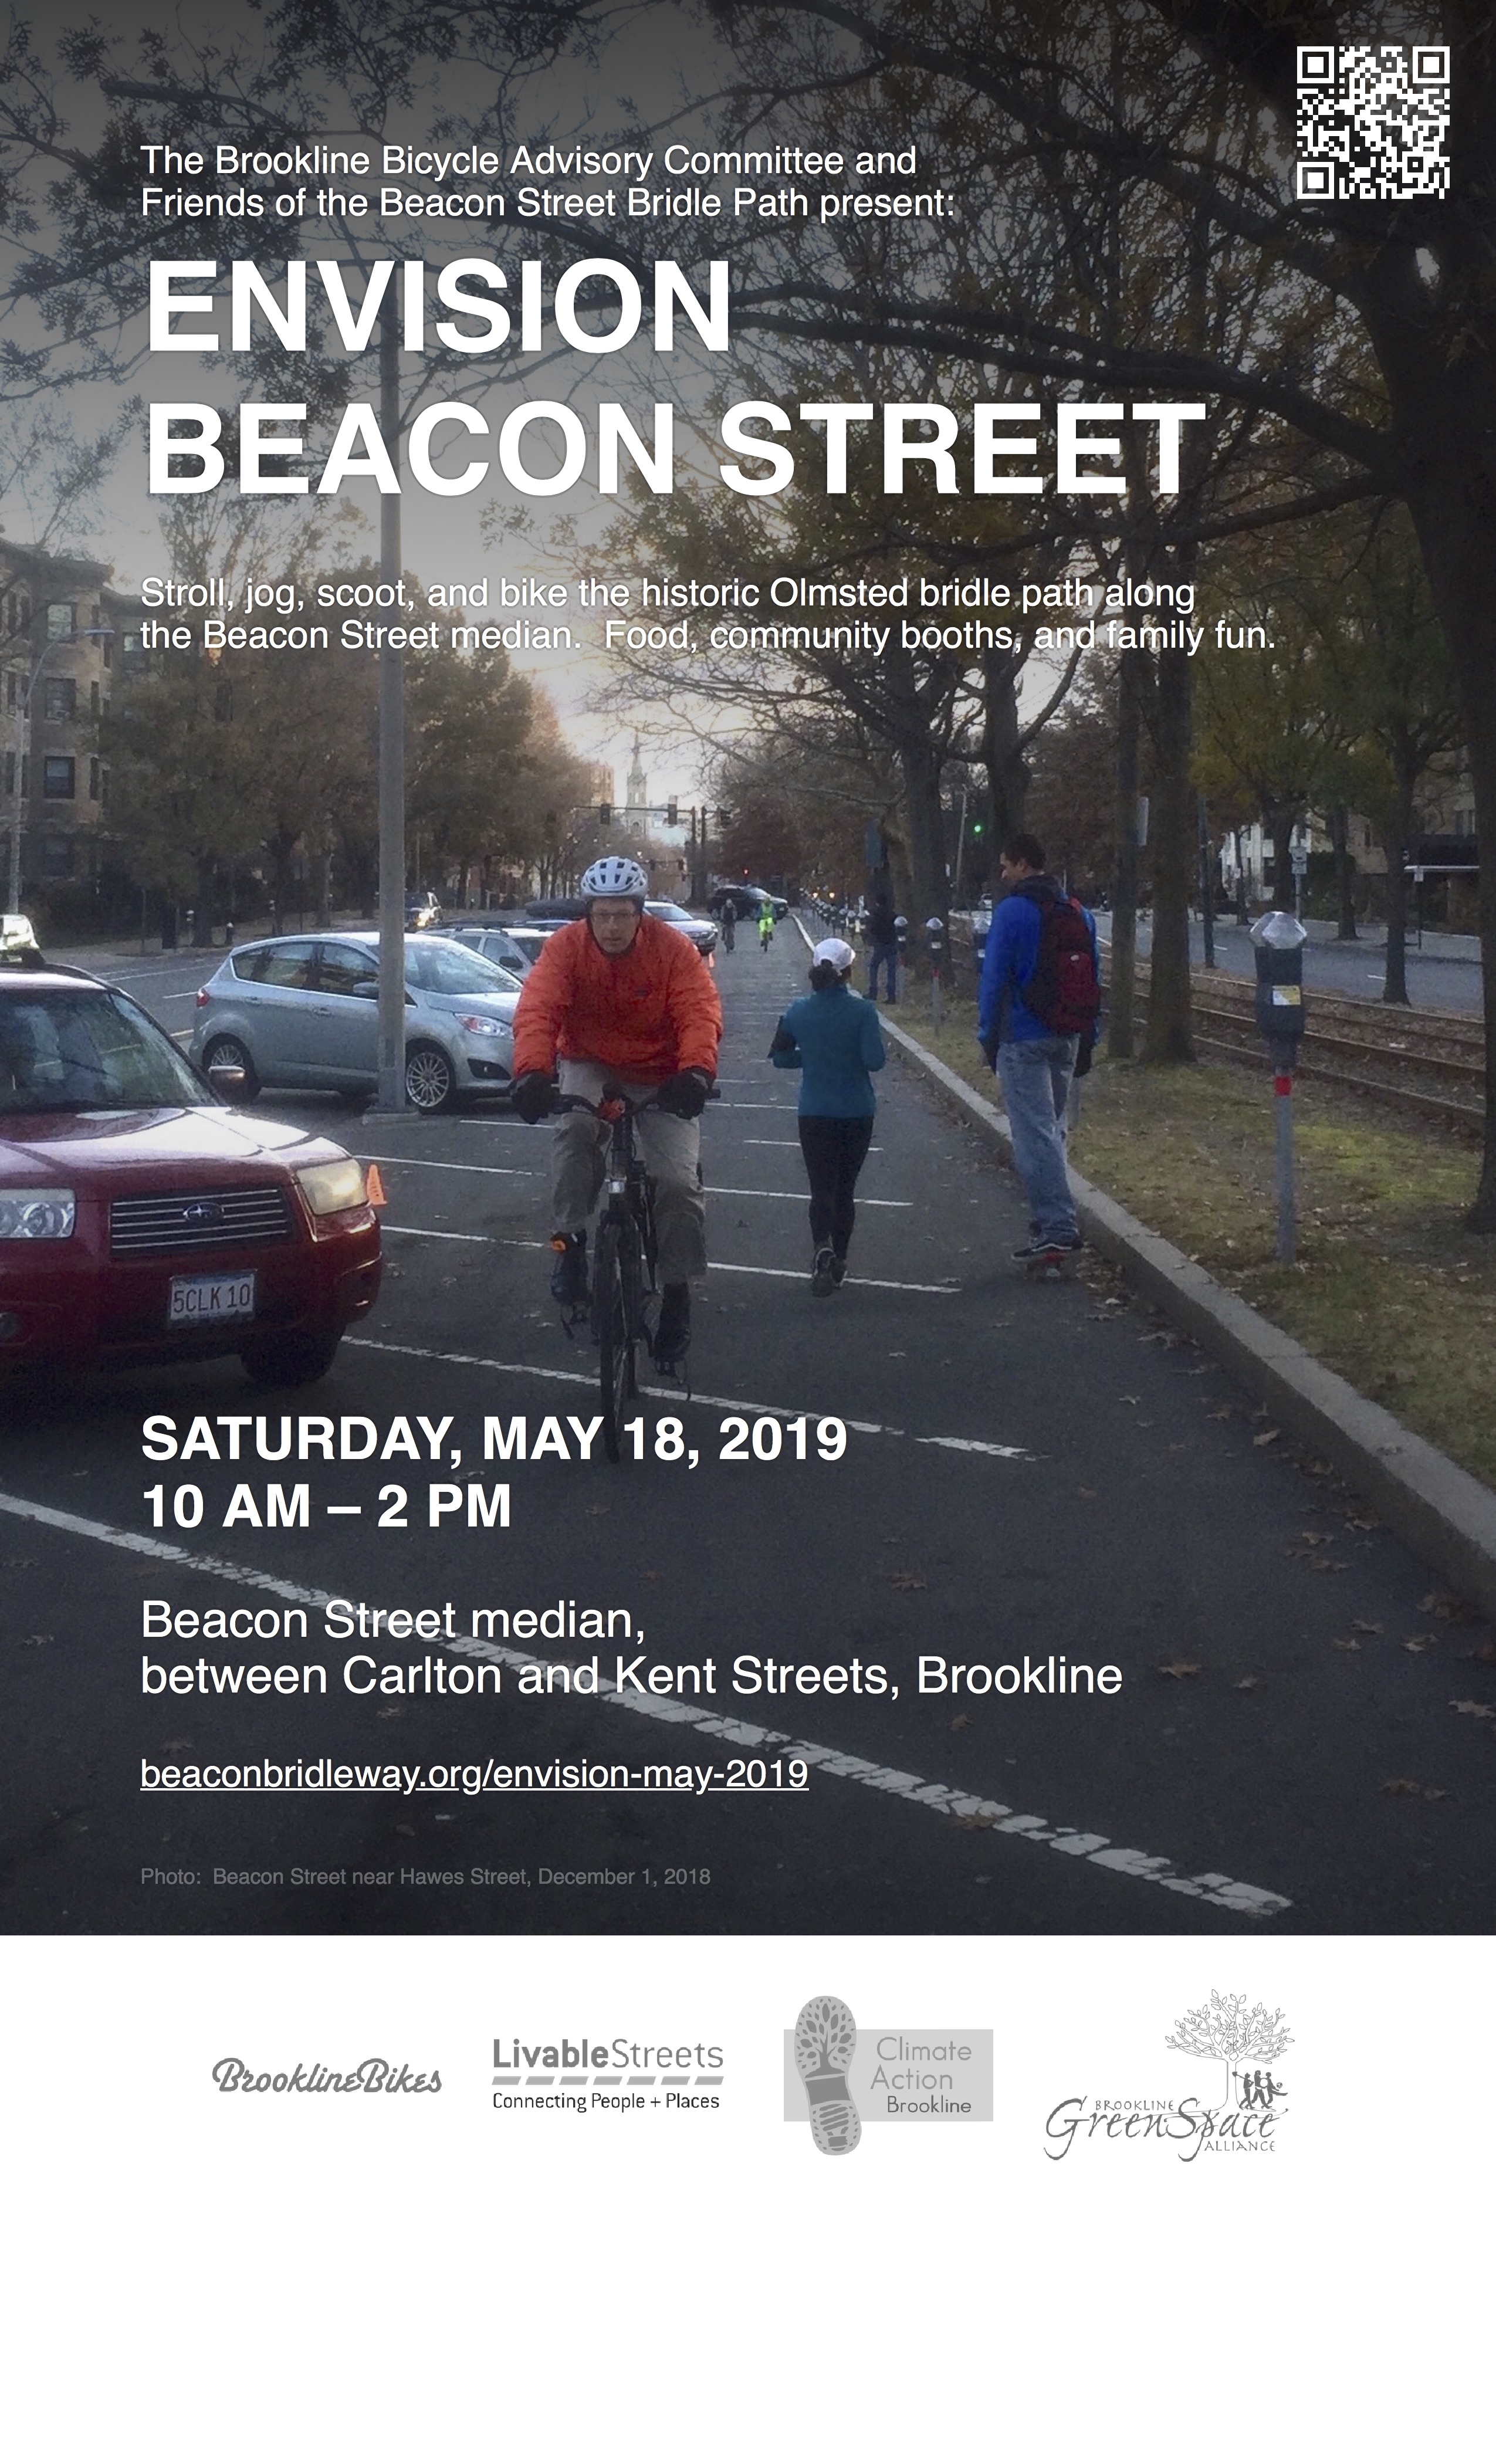 The Brookline Bicycle Advisory Committee and
Friends of the Beacon Street Bridle Path present:
ENVISION
BEACON STREET
Stroll, jog, scoot, and bike the historic Olmsted bridle path along
the Beacon Street median.  Food, community booths, and family fun.
5CLK 10
SATURDAY, MAY 18, 2019
10 AM – 2 PM
Beacon Street median,
between Carlton and Kent Streets, Brookline
beaconbridleway.org/envision-may-2019
Photo:  Beacon Street near Hawes Street, December 1, 2018
BrooklineBikes
LivableStreets
Connecting People + Places
Climate
Action
Brookline
BROOKLINE
GreenSpace
ALLIANCE